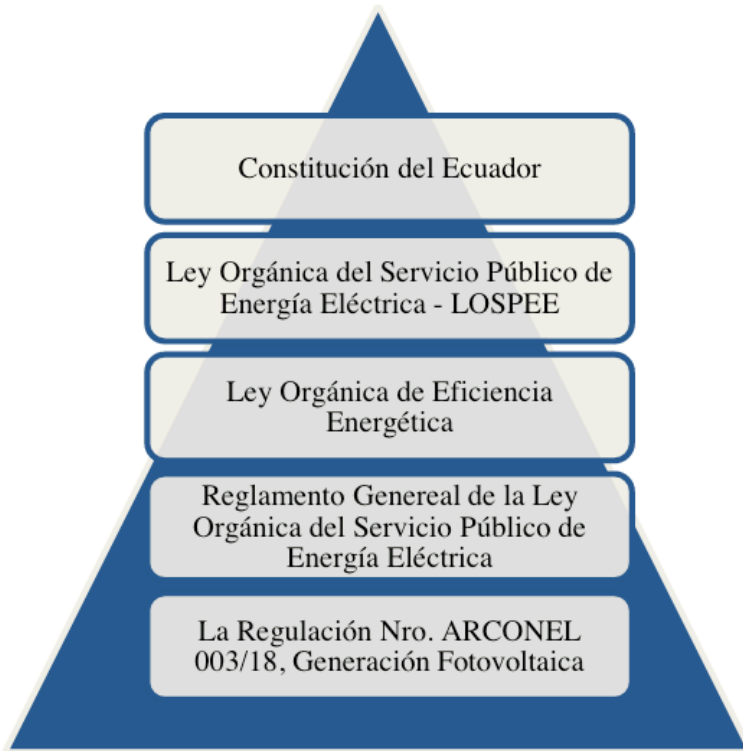 Constitución del Ecuador
Ley Orgánica del Servicio Público de
Energía Eléctrica - LOSPEE
Ley Orgánica de Eficiencia
Energética
Reglamento Genereal de la Ley
Orgánica del Servicio Público de
Energía Eléctrica
La Regulación Nro. ARCONEL
003/18, Generación Fotovoltaica